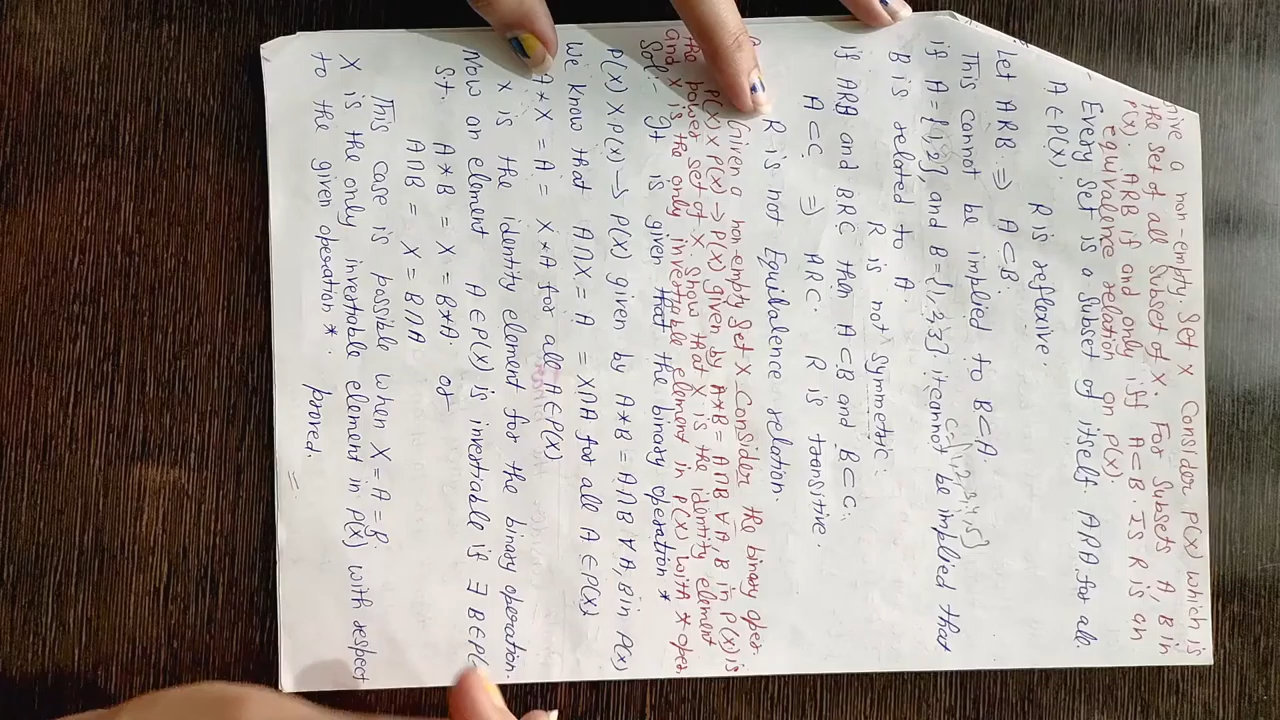 Give a non-empty set X Consider P(X) which is
the set of all subset of X. For Subsets A, B in
P(X). ARB if and only if A ⊂ B. Is R is an
equivalence relation on P(X).
- Every Set is a subset of itself. ARA for all
A ∈ P(X).
R is reflexive.
Let ARB ⇒ A ⊂ B.
This cannot be implied to B ⊂ A.
C={1,2,3,4,5}
if A = {1,2}, and B = {1,2,3}. it cannot be implied that
B is related to A.
R is not symmetric.
if ARB and BRC then A ⊂ B and B ⊂ C.
A ⊂ C ⇒ ARC. R is transitive.
R is not Equivalence relation.
Given a non-empty set X Consider the binary oper
P(X) x P(X) → P(X) given by A*B = A∩B ∀ A, B in P(X) is
the power set of X. Show that X is the identity element
and X is the only invertible element in P(X) with * oper
Sol:- It is given that the binary operation *
P(X) x P(X) → P(X) given by A*B = A∩B ∀ A, B in P(X)
We know that A∩X = A = X∩A for all A ∈ P(X)
A*X = A = X*A for all A ∈ P(X)
X is the identity element for the binary operation.
Now an element A ∈ P(X) is invertiable if ∃ B ∈ P(
S.t. A*B = X = B*A. or
A∩B = X = B∩A
This case is possible when X = A = B.
X is the only invertiable element in P(X) with respect
to the given operation *. proved.